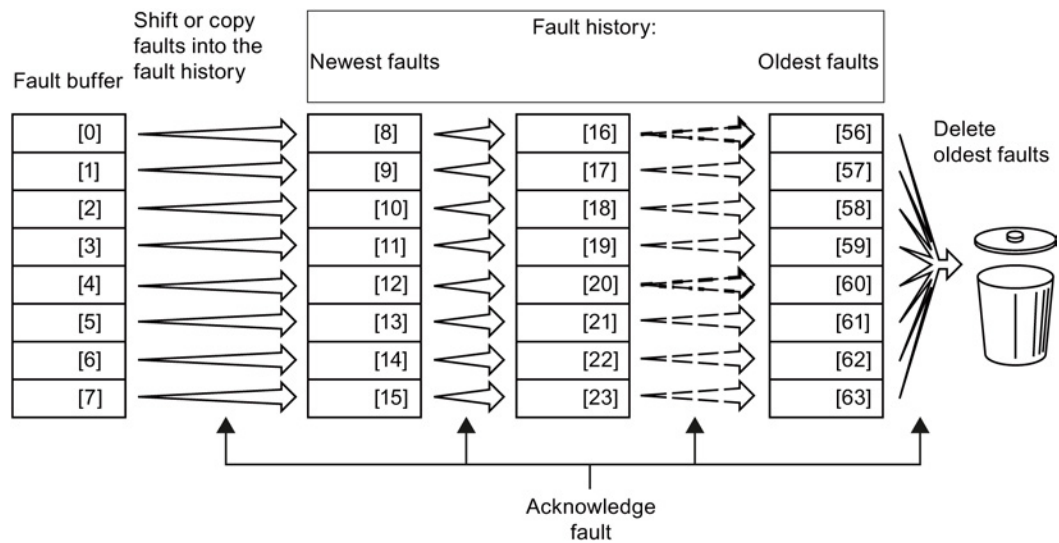 Shift or copy
faults into the
fault history
Fault history:
Fault buffer
Newest faults
Oldest faults
[0] [8] [16] [56]
[1] [9] [17] [57]
[2] [10] [18] [58]
[3] [11] [19] [59]
[4] [12] [20] [60]
[5] [13] [21] [61]
[6] [14] [22] [62]
[7] [15] [23] [63]
Delete
oldest faults
Acknowledge
fault